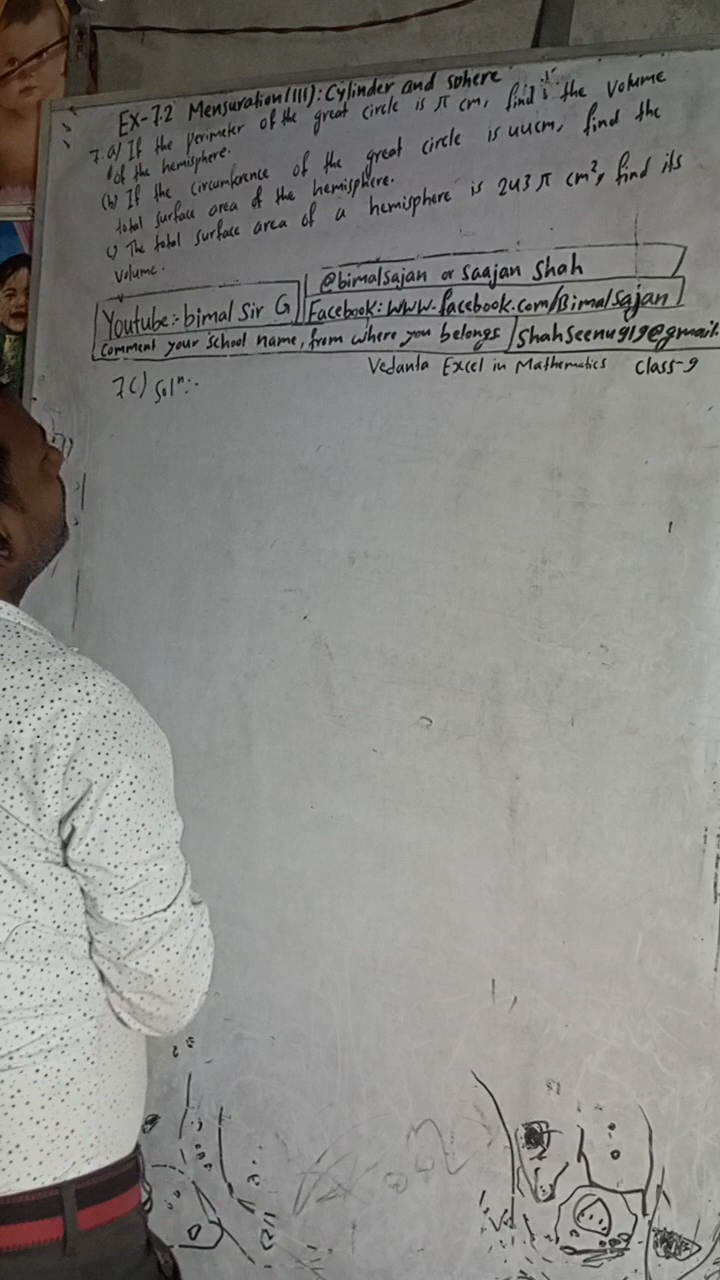 Ex-7.2 Mensuration(III): Cylinder and sphere
7. a) If the perimeter of the great circle is π cm, find the volume
of the hemisphere.
(b) If the circumference of the great circle is 44cm, find the
total surface area of the hemisphere.
c) The total surface area of a hemisphere is 243 π cm², find its
volume.
@bimalsajan or saajan shah
Youtube:- bimal sir G
Facebook: www.facebook.com/Bimalsajan
Comment your school name, from where you belongs
shahseenu919@gmail.
Vedanta Excel in Mathematics Class-9
7c) Solⁿ:-